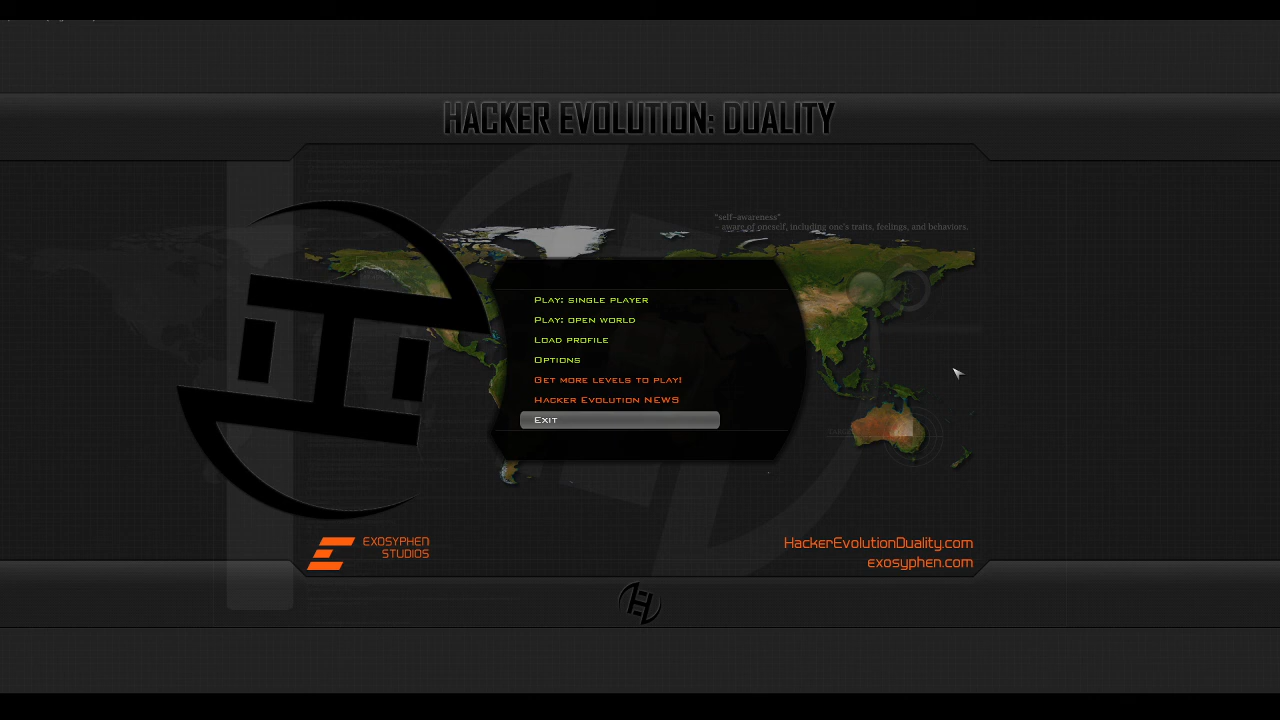 HACKER EVOLUTION: DUALITY
"self-awareness"
- aware of oneself, including one's traits, feelings, and behaviors.
Play: single player
Play: open world
Load profile
Options
Get more levels to play!
Hacker Evolution NEWS
Exit
EXOSYPHEN
STUDIOS
HackerEvolutionDuality.com
exosyphen.com